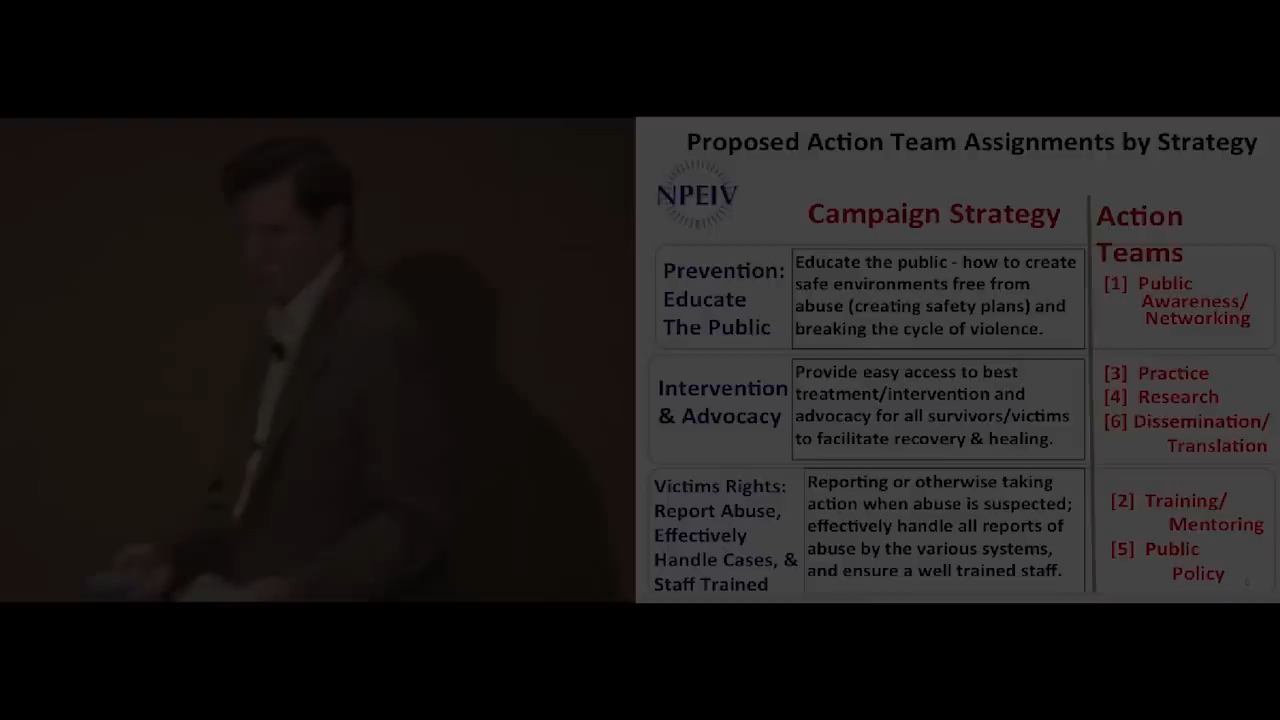 Proposed Action Team Assignments by Strategy
NPEIV
Campaign Strategy
Action
Teams
Prevention:
Educate
The Public
Educate the public - how to create
safe environments free from
abuse (creating safety plans) and
breaking the cycle of violence.
[1] Public
Awareness/
Networking
Intervention
& Advocacy
Provide easy access to best
treatment/intervention and
advocacy for all survivors/victims
to facilitate recovery & healing.
[3] Practice
[4] Research
[6] Dissemination/
Translation
Victims Rights:
Report Abuse,
Effectively
Handle Cases, &
Staff Trained
Reporting or otherwise taking
action when abuse is suspected;
effectively handle all reports of
abuse by the various systems,
and ensure a well trained staff.
[2] Training/
Mentoring
[5] Public
Policy